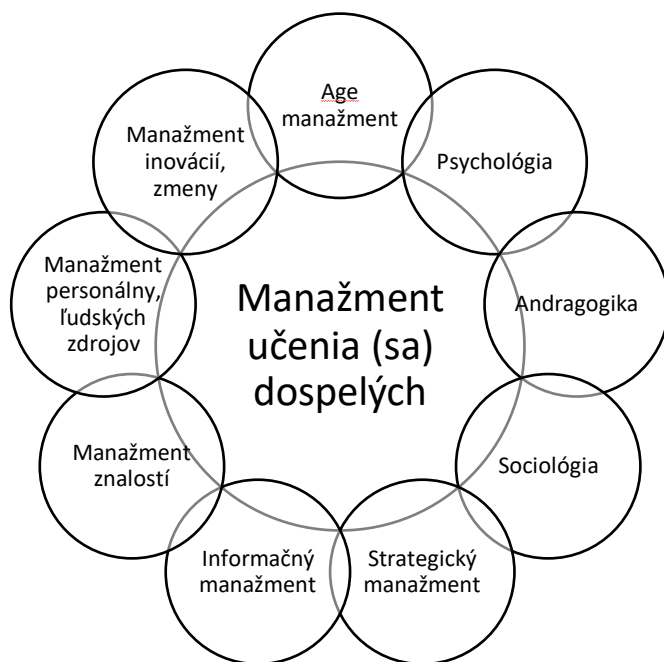 Age
manažment
Psychológia
Andragogika
Sociológia
Strategický
manažment
Informačný
manažment
Manažment
znalostí
Manažment
personálny,
ľudských
zdrojov
Manažment
inovácií,
zmeny
Manažment
učenia (sa)
dospelých